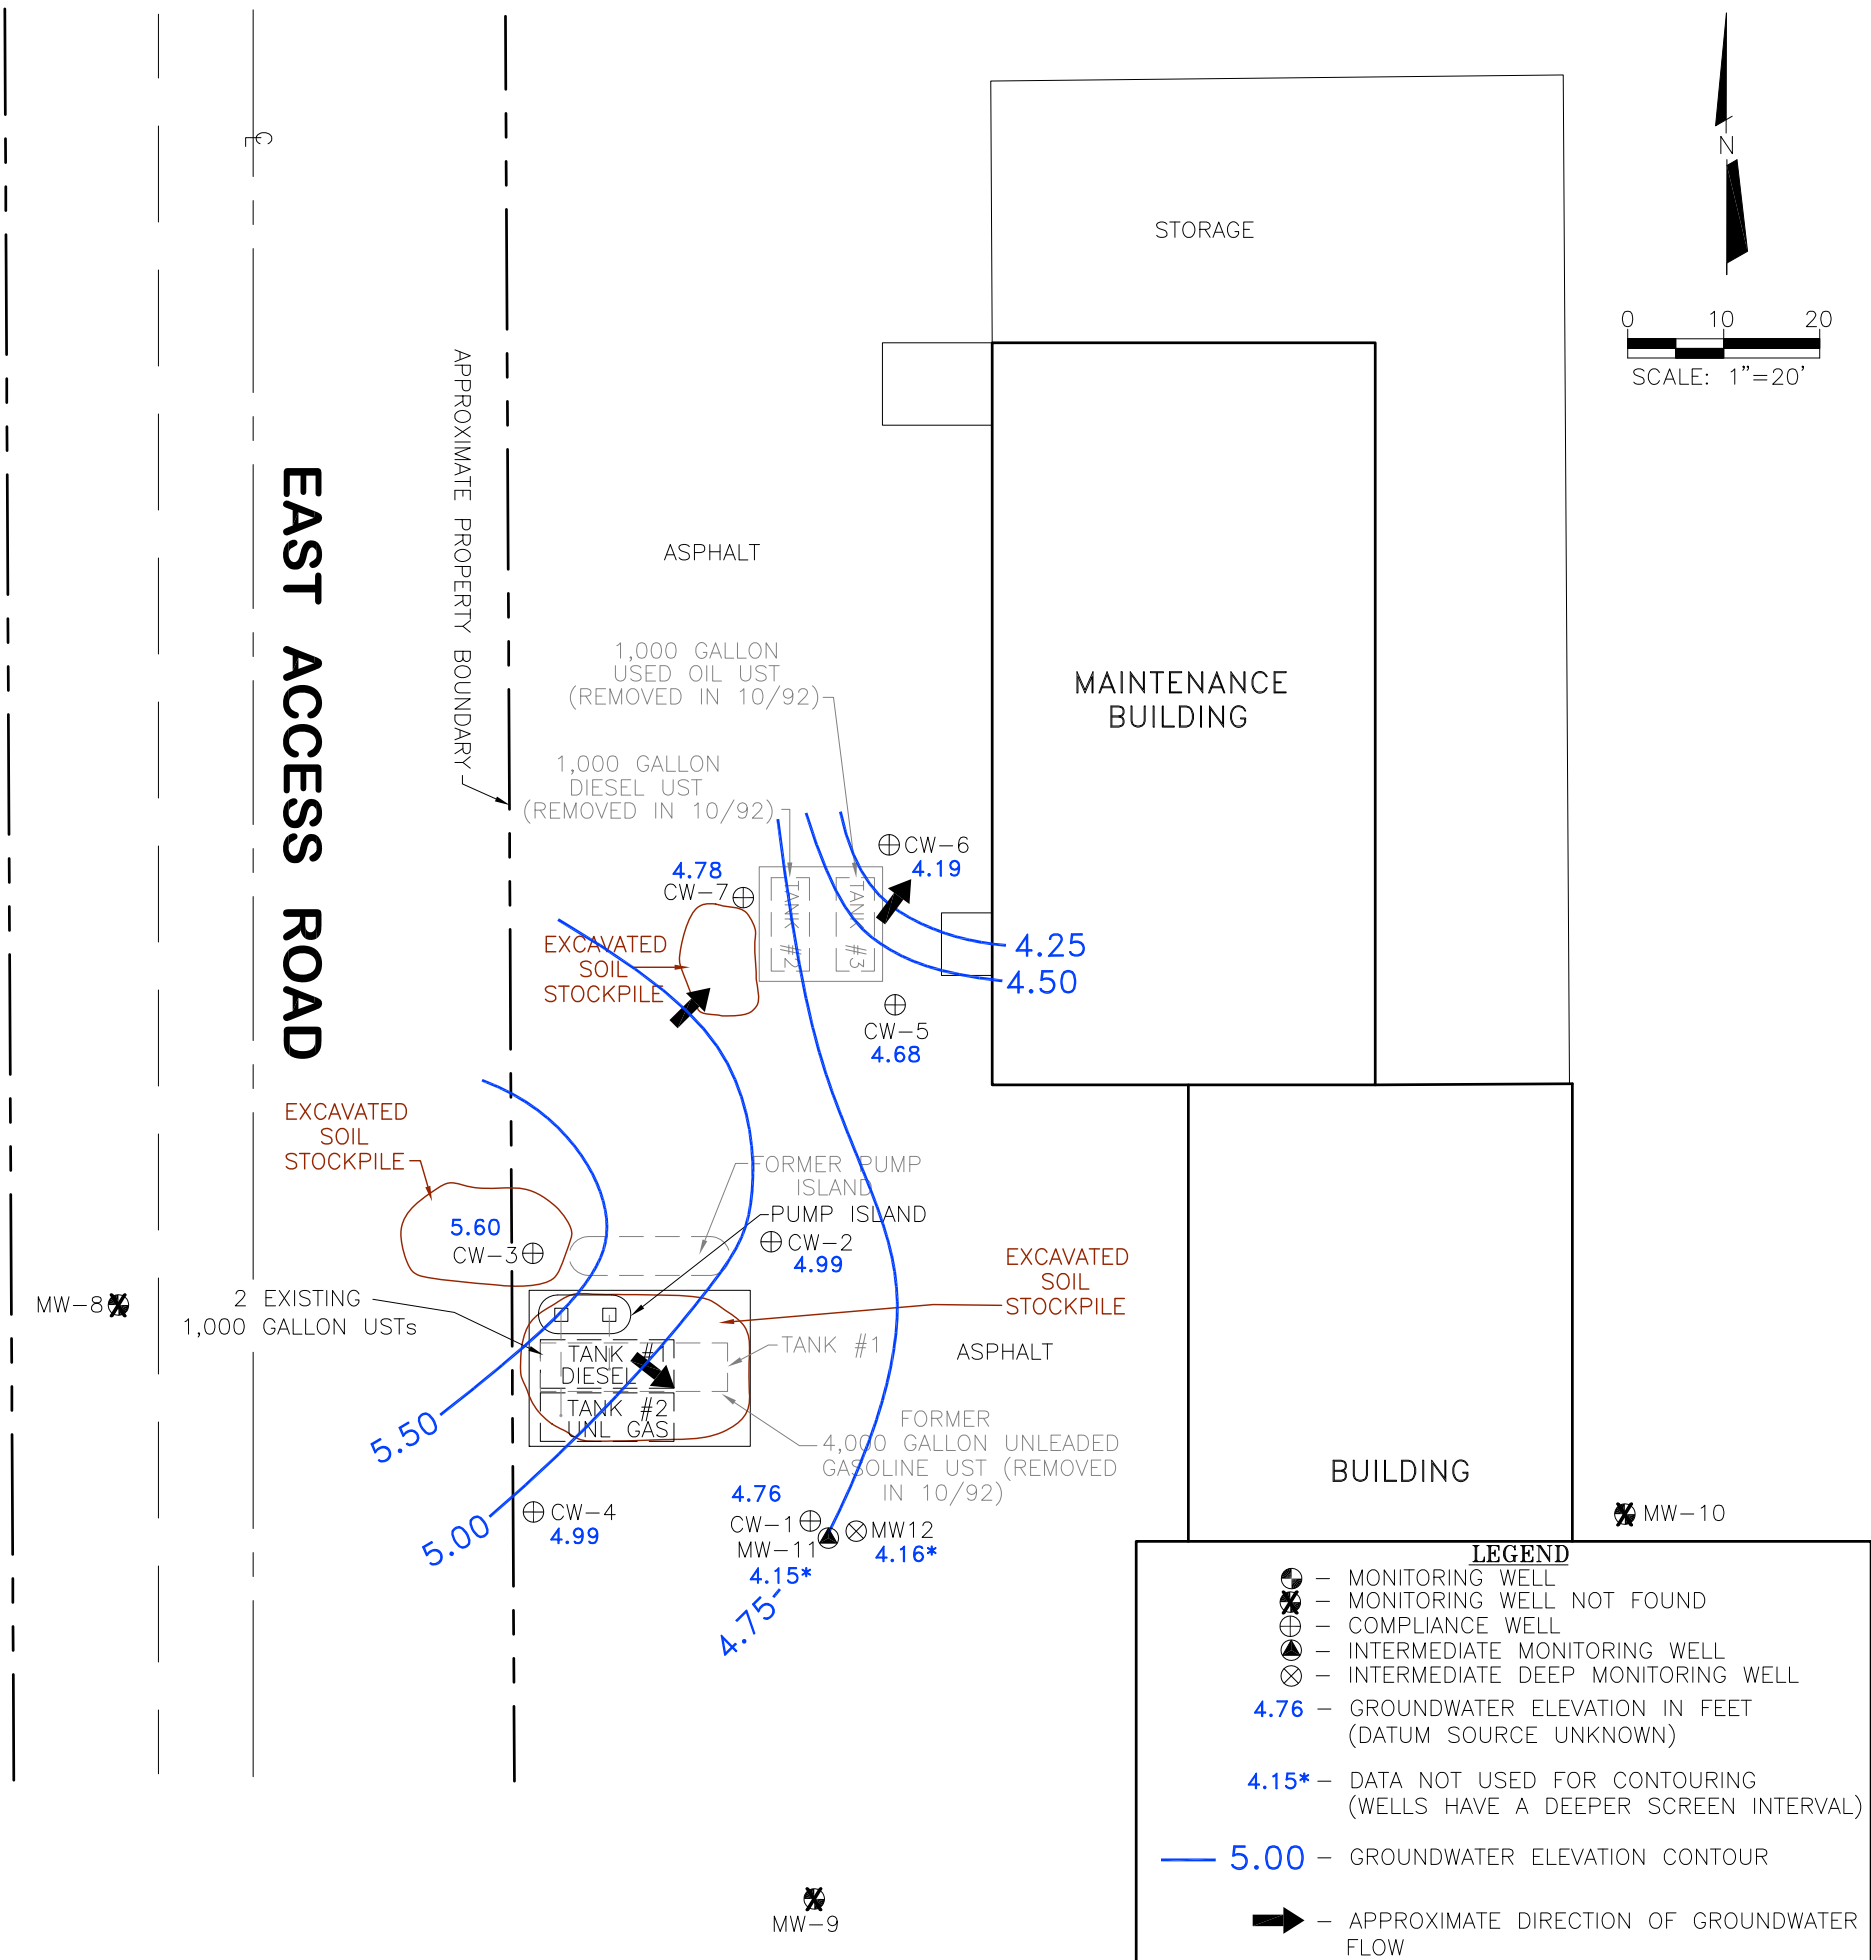 N
0 10 20
SCALE: 1"=20'
STORAGE
CL
EAST ACCESS ROAD
APPROXIMATE PROPERTY BOUNDARY
ASPHALT
MAINTENANCE
BUILDING
1,000 GALLON
USED OIL UST
(REMOVED IN 10/92)
1,000 GALLON
DIESEL UST
(REMOVED IN 10/92)
CW-6
4.19
4.78
CW-7
TANK #2
TANK #3
EXCAVATED
SOIL
STOCKPILE
4.25
4.50
CW-5
4.68
EXCAVATED
SOIL
STOCKPILE
FORMER PUMP
ISLAND
PUMP ISLAND
5.60
CW-3
CW-2
4.99
EXCAVATED
SOIL
STOCKPILE
MW-8
2 EXISTING
1,000 GALLON USTs
TANK #1
DIESEL
TANK #1
ASPHALT
TANK #2
UNL GAS
5.50
FORMER
4,000 GALLON UNLEADED
GASOLINE UST (REMOVED
IN 10/92)
BUILDING
4.76
CW-4
4.99
5.00
CW-1
MW12
MW-11
4.16*
4.15*
4.75
MW-10
MW-9
LEGEND
– MONITORING WELL
– MONITORING WELL NOT FOUND
– COMPLIANCE WELL
– INTERMEDIATE MONITORING WELL
– INTERMEDIATE DEEP MONITORING WELL
4.76 – GROUNDWATER ELEVATION IN FEET
(DATUM SOURCE UNKNOWN)
4.15* – DATA NOT USED FOR CONTOURING
(WELLS HAVE A DEEPER SCREEN INTERVAL)
5.00 – GROUNDWATER ELEVATION CONTOUR
– APPROXIMATE DIRECTION OF GROUNDWATER
FLOW